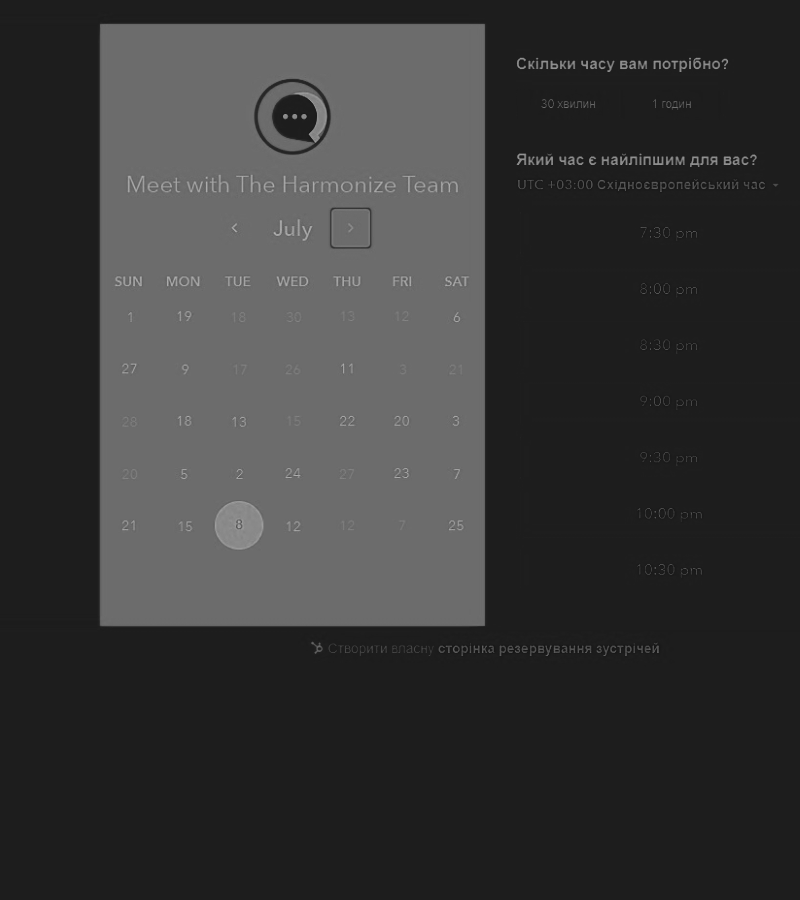 Meet with The Harmonize Team
July
SUN MON TUE WED THU FRI SAT
1 19 18 30 13 12 6
27 9 17 26 11 3 21
28 18 13 15 22 20 3
20 5 2 24 27 23 7
21 15 8 12 12 7 25
Скільки часу вам потрібно?
30 хвилин 1 годин
Який час є найліпшим для вас?
UTC +03:00 Східноєвропейський час
7:30 pm
8:00 pm
8:30 pm
9:00 pm
9:30 pm
10:00 pm
10:30 pm
Створити власну сторінка резервування зустрічей